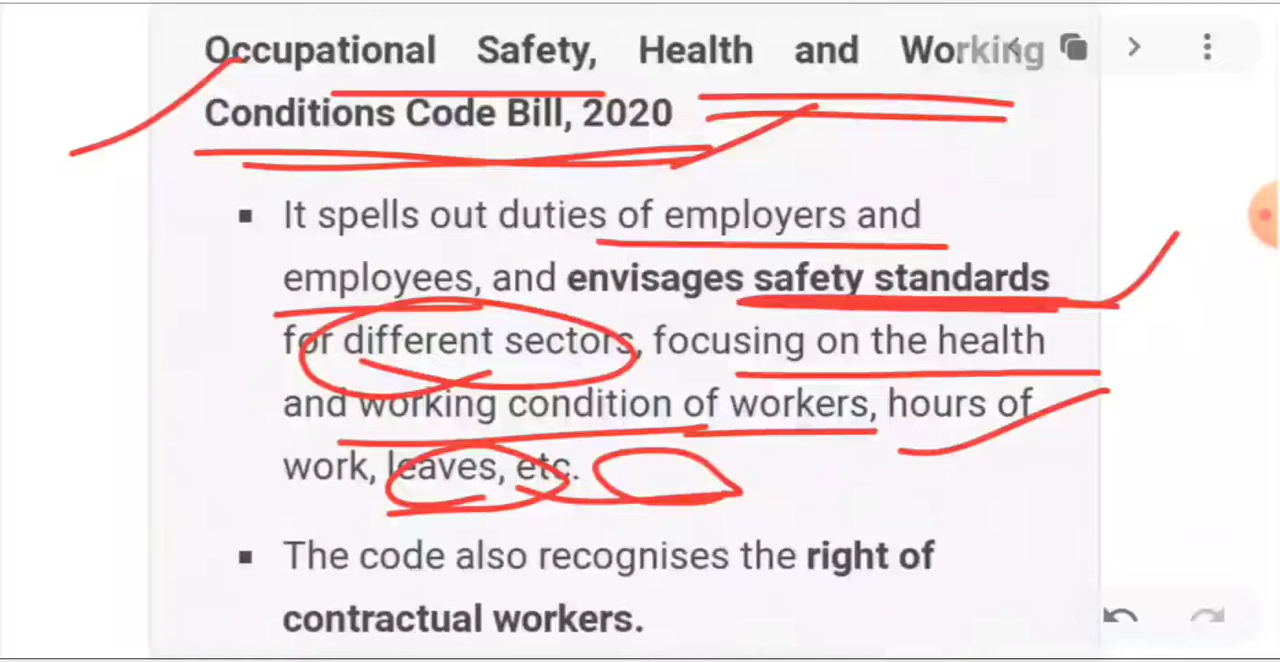 Occupational Safety, Health and Working
Conditions Code Bill, 2020
▪ It spells out duties of employers and
employees, and envisages safety standards
for different sectors, focusing on the health
and working condition of workers, hours of
work, leaves, etc.
▪ The code also recognises the right of
contractual workers.